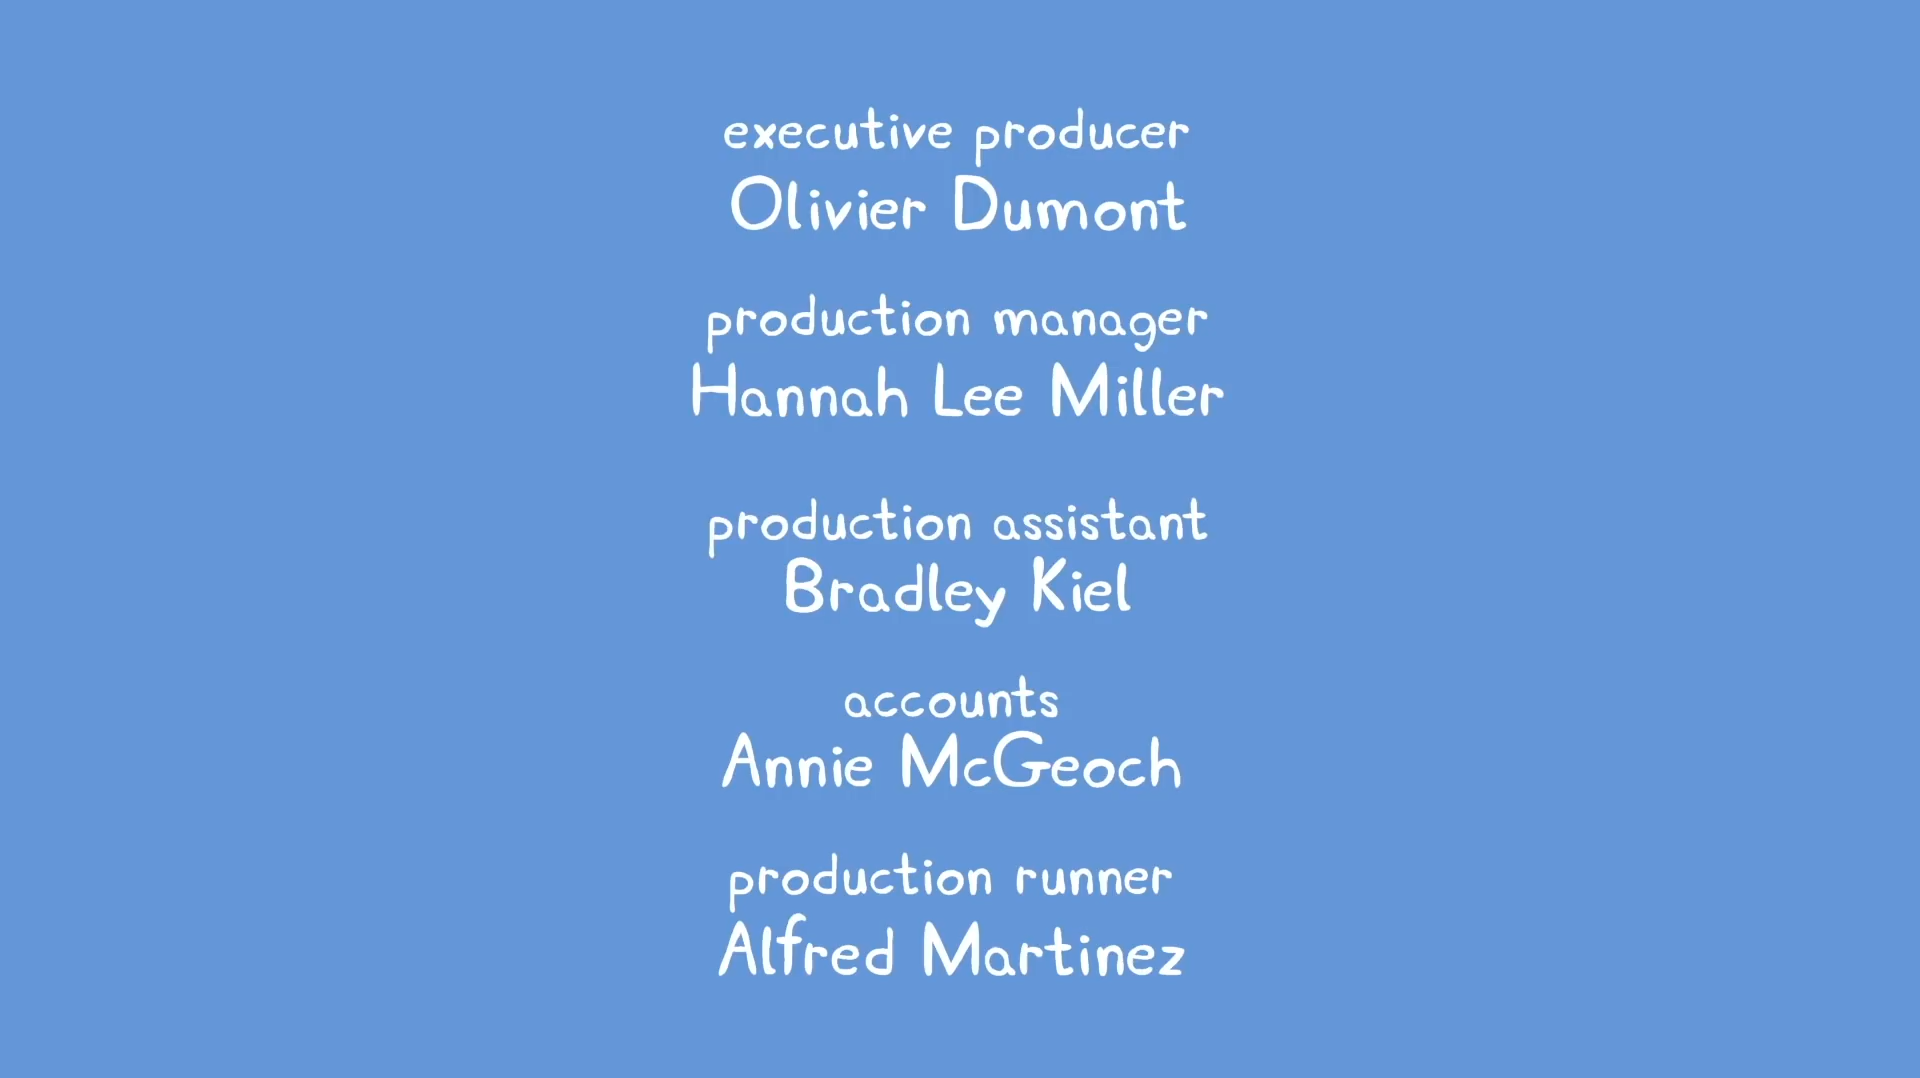 executive producer
Olivier Dumont
production manager
Hannah Lee Miller
production assistant
Bradley Kiel
accounts
Annie McGeoch
production runner
Alfred Martinez